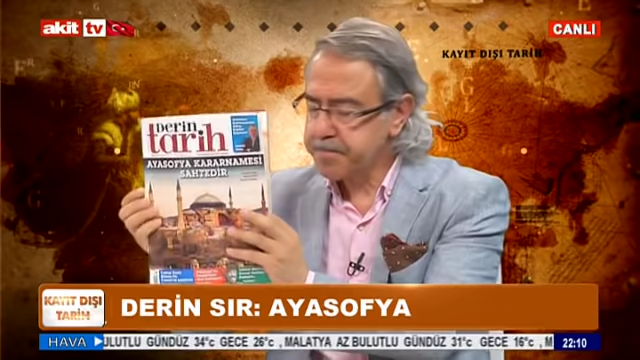 akit tv
CANLI
KAYIT DIŞI TARİH
DERİN
tarih
AYASOFYA KARARNAMESİ
SAHTEDİR
KAYIT DIŞI
TARİH
DERİN SIR: AYASOFYA
HAVA
BULUTLU GÜNDÜZ 34°c GECE 26°c , MALATYA AZ BULUTLU GÜNDÜZ 31°c GECE 16°c ,
22:10